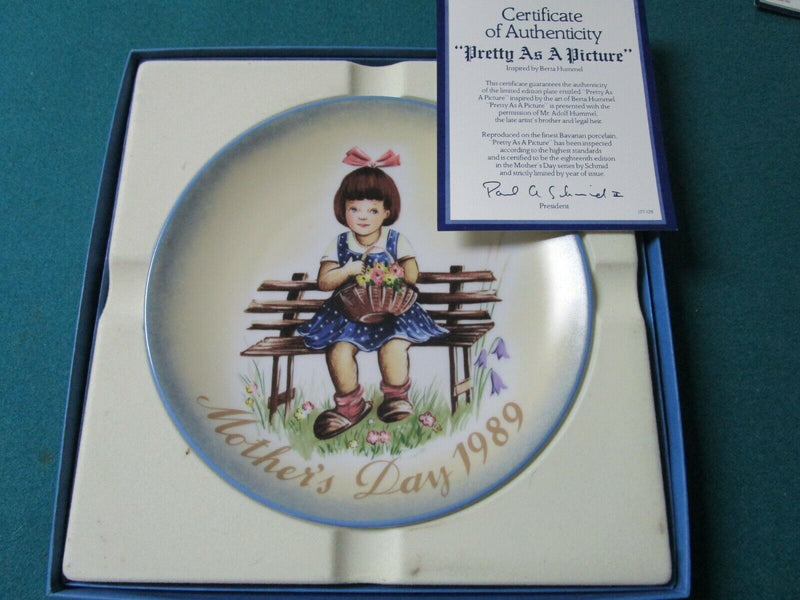 Certificate
of Authenticity
"Pretty As A Picture"
Inspired by Berta Hummel
This certificate guarantees the authenticity
of the limited edition plate entitled "Pretty As
A Picture" inspired by the art of Berta Hummel.
"Pretty As A Picture" is presented with the
permission of Mr. Adolf Hummel,
the late artist's brother and legal heir.
Reproduced on the finest Bavarian porcelain,
"Pretty As A Picture" has been inspected
according to the highest standards
and is certified to be the eighteenth edition
in the Mother's Day series by Schmid
and strictly limited by year of issue.
Paul A Schmid II
President
Mother's Day 1989